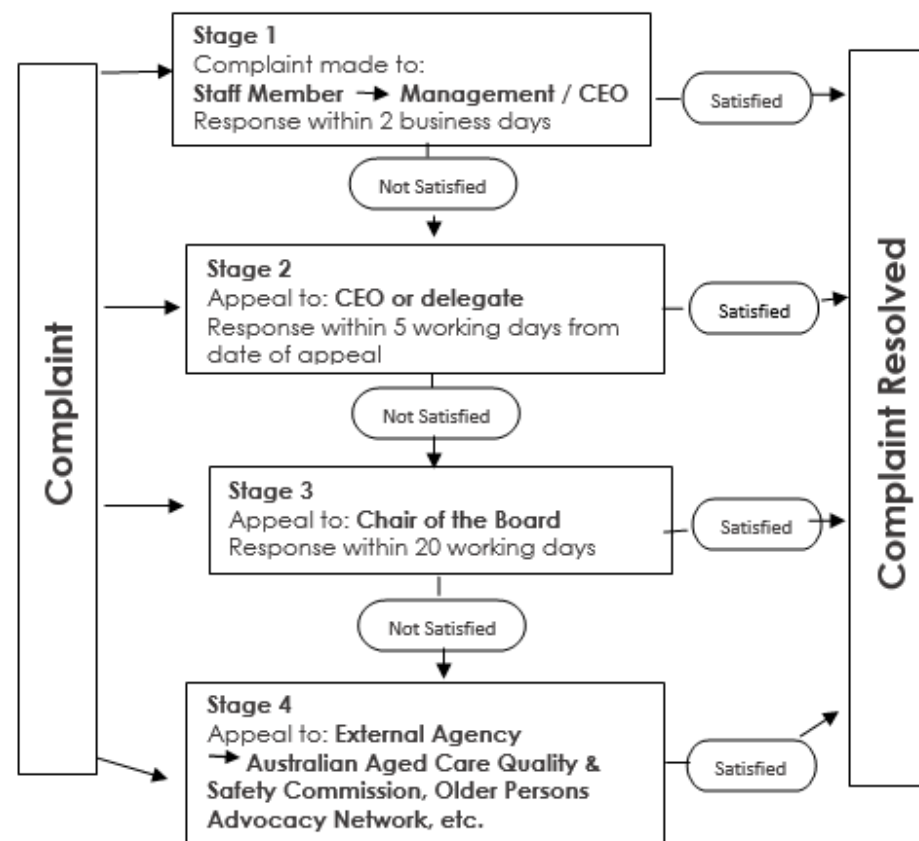 Complaint
Stage 1
Complaint made to:
Staff Member → Management / CEO
Response within 2 business days
Satisfied
Not Satisfied
Stage 2
Appeal to: CEO or delegate
Response within 5 working days from
date of appeal
Satisfied
Not Satisfied
Stage 3
Appeal to: Chair of the Board
Response within 20 working days
Satisfied
Not Satisfied
Stage 4
Appeal to: External Agency
→ Australian Aged Care Quality &
Safety Commission, Older Persons
Advocacy Network, etc.
Satisfied
Complaint Resolved